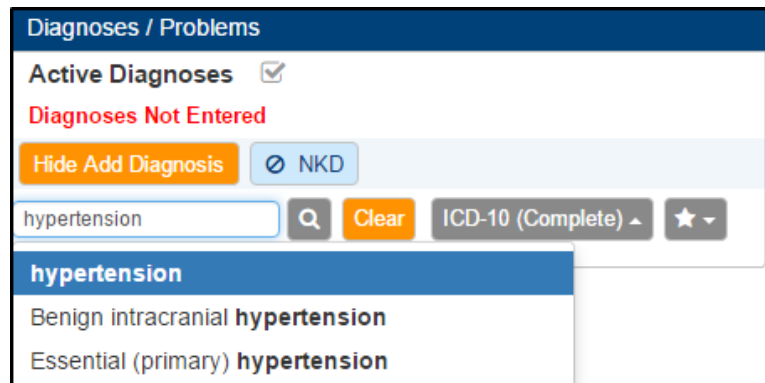 Diagnoses / Problems
Active Diagnoses
Diagnoses Not Entered
Hide Add Diagnosis NKD
hypertension Clear ICD-10 (Complete)
hypertension
Benign intracranial hypertension
Essential (primary) hypertension